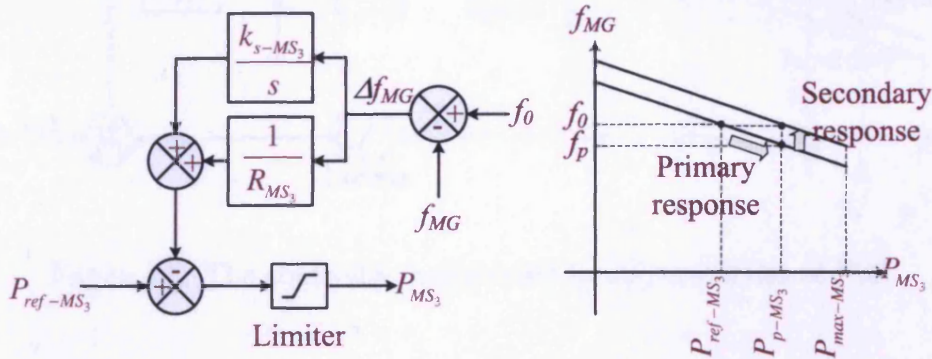 k_{s-MS_3}
s
Δf_{MG}
+
-
f_0
f_{MG}
+
+
1
R_{MS_3}
P_{ref-MS_3}
+
-
Limiter
P_{MS_3}
f_{MG}
f_0
f_p
Secondary
response
Primary
response
P_{MS_3}
P_{ref-MS_3}
P_{p-MS_3}
P_{max-MS}